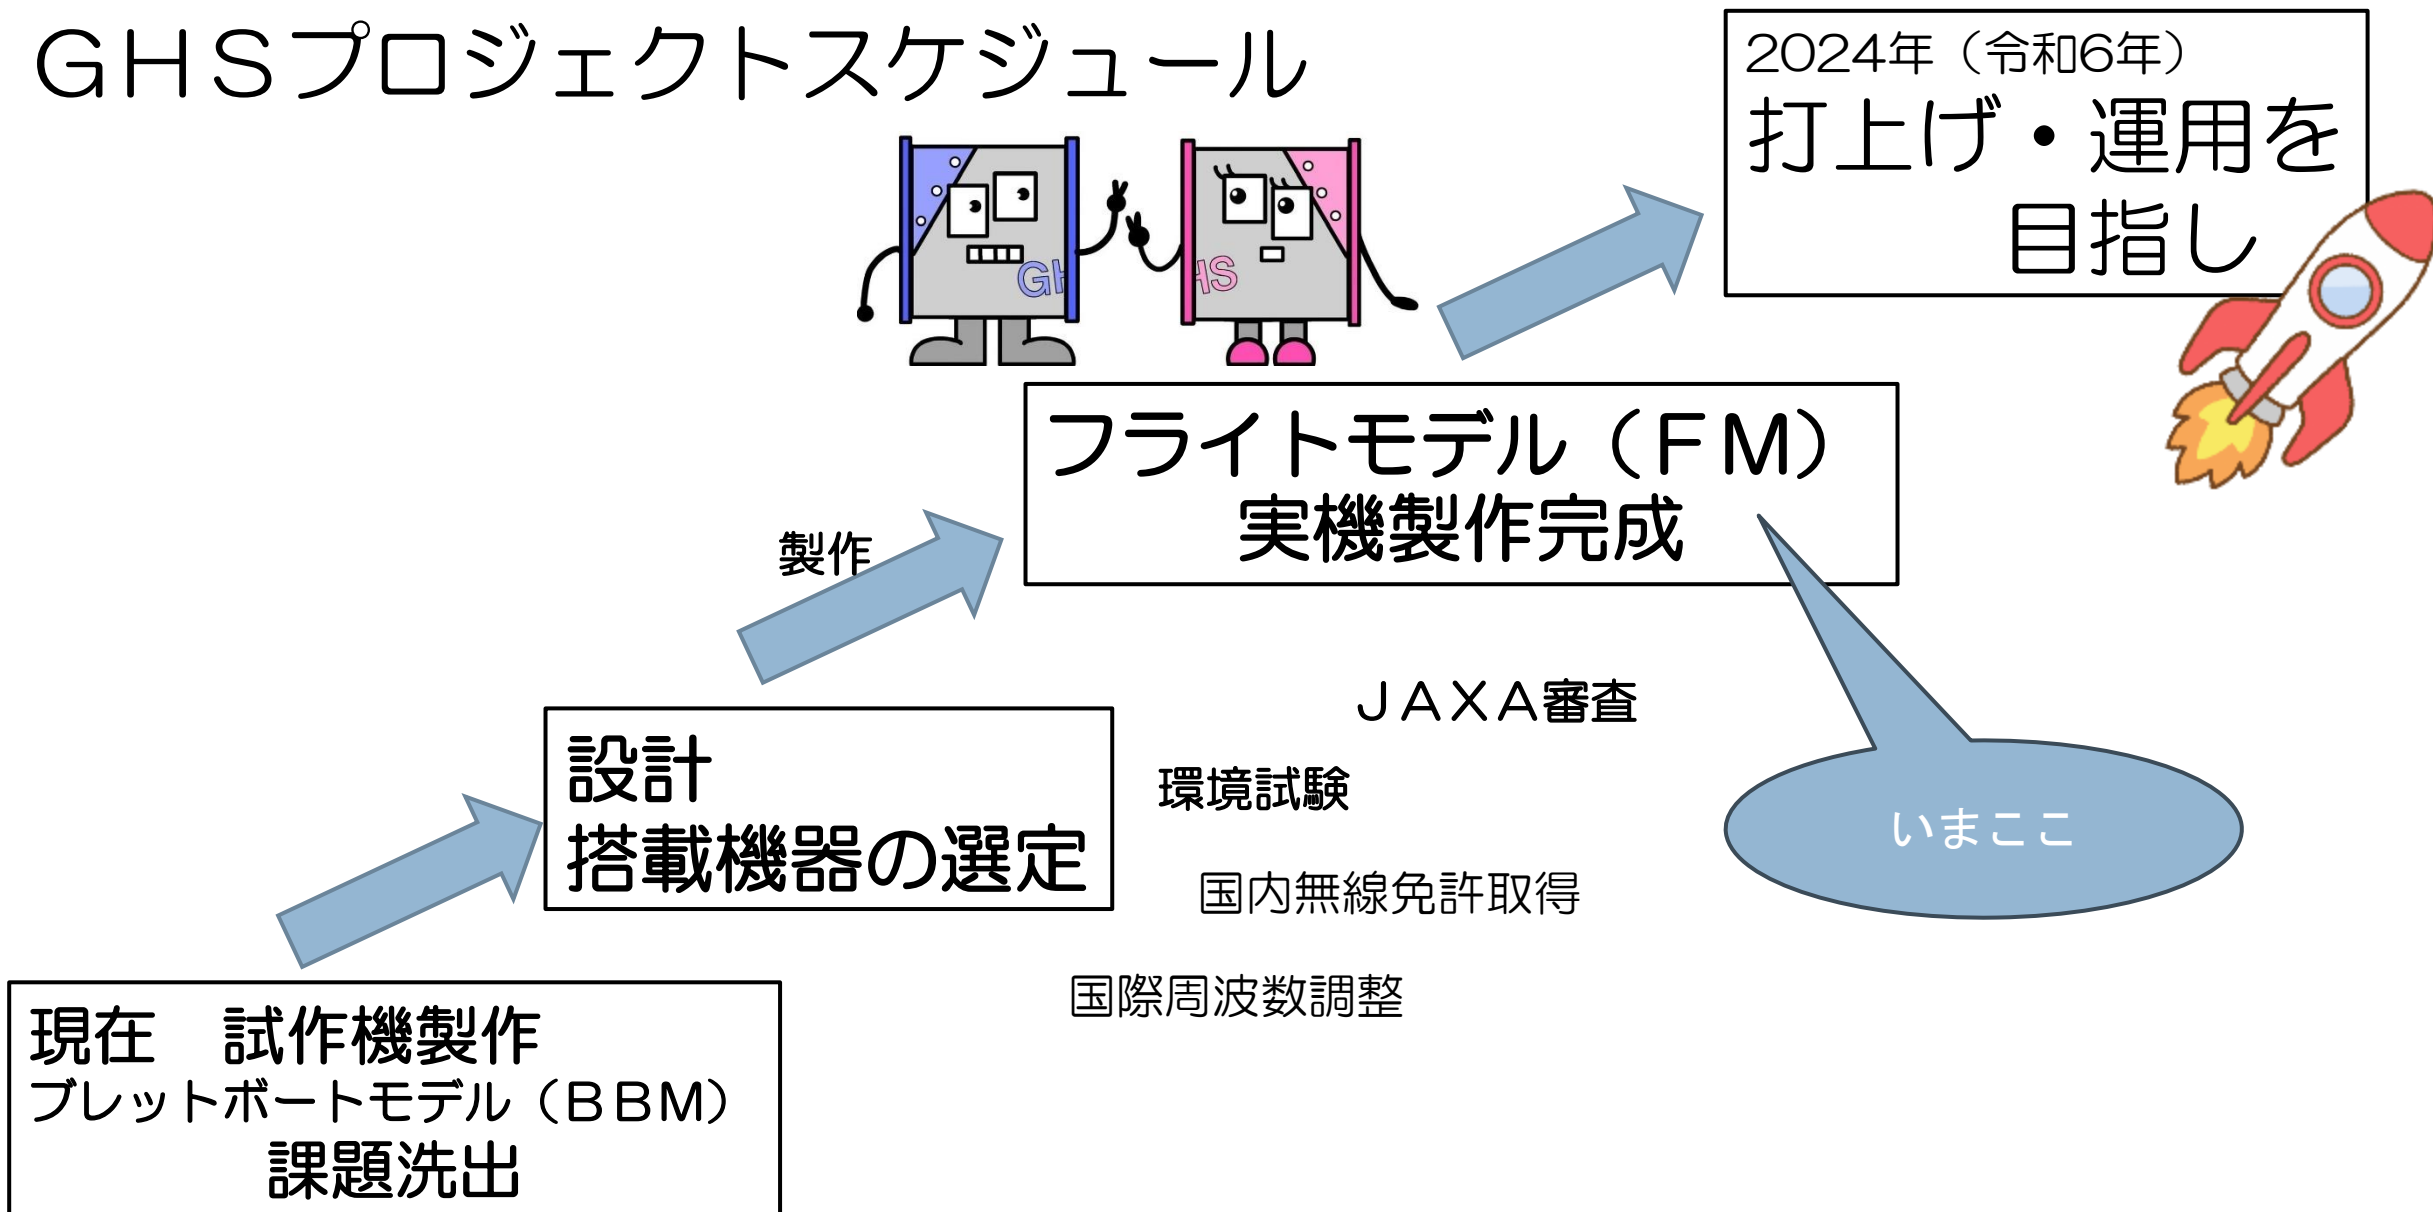 GHSプロジェクトスケジュール
2024年（令和6年）
打上げ・運用を
目指し
GH
HS
フライトモデル（FM）
実機製作完成
製作
JAXA審査
設計
搭載機器の選定
環境試験
いまここ
国内無線免許取得
国際周波数調整
現在　試作機製作
ブレットボートモデル（BBM）
課題洗出